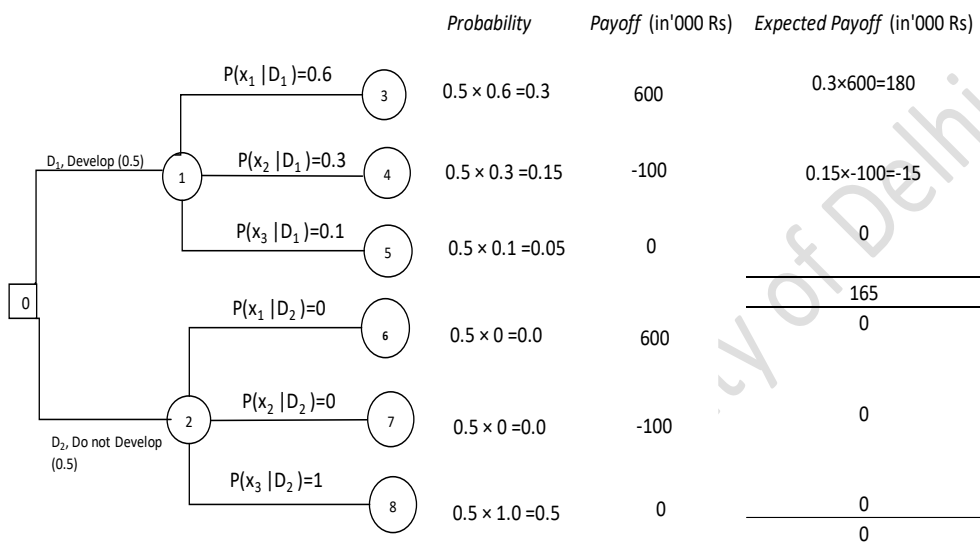 Probability Payoff (in'000 Rs) Expected Payoff (in'000 Rs)
P(x₁ |D₁)=0.6 3 0.5 × 0.6 =0.3 600 0.3×600=180
D₁, Develop (0.5) 1 P(x₂ |D₁)=0.3 4 0.5 × 0.3 =0.15 -100 0.15×-100=-15
P(x₃ |D₁)=0.1 5 0.5 × 0.1 =0.05 0 0
0 165
P(x₁ |D₂)=0 6 0.5 × 0 =0.0 600 0
2 P(x₂ |D₂)=0 7 0.5 × 0 =0.0 -100 0
D₂, Do not Develop
(0.5)
P(x₃ |D₂)=1 8 0.5 × 1.0 =0.5 0 0
0
of Delhi